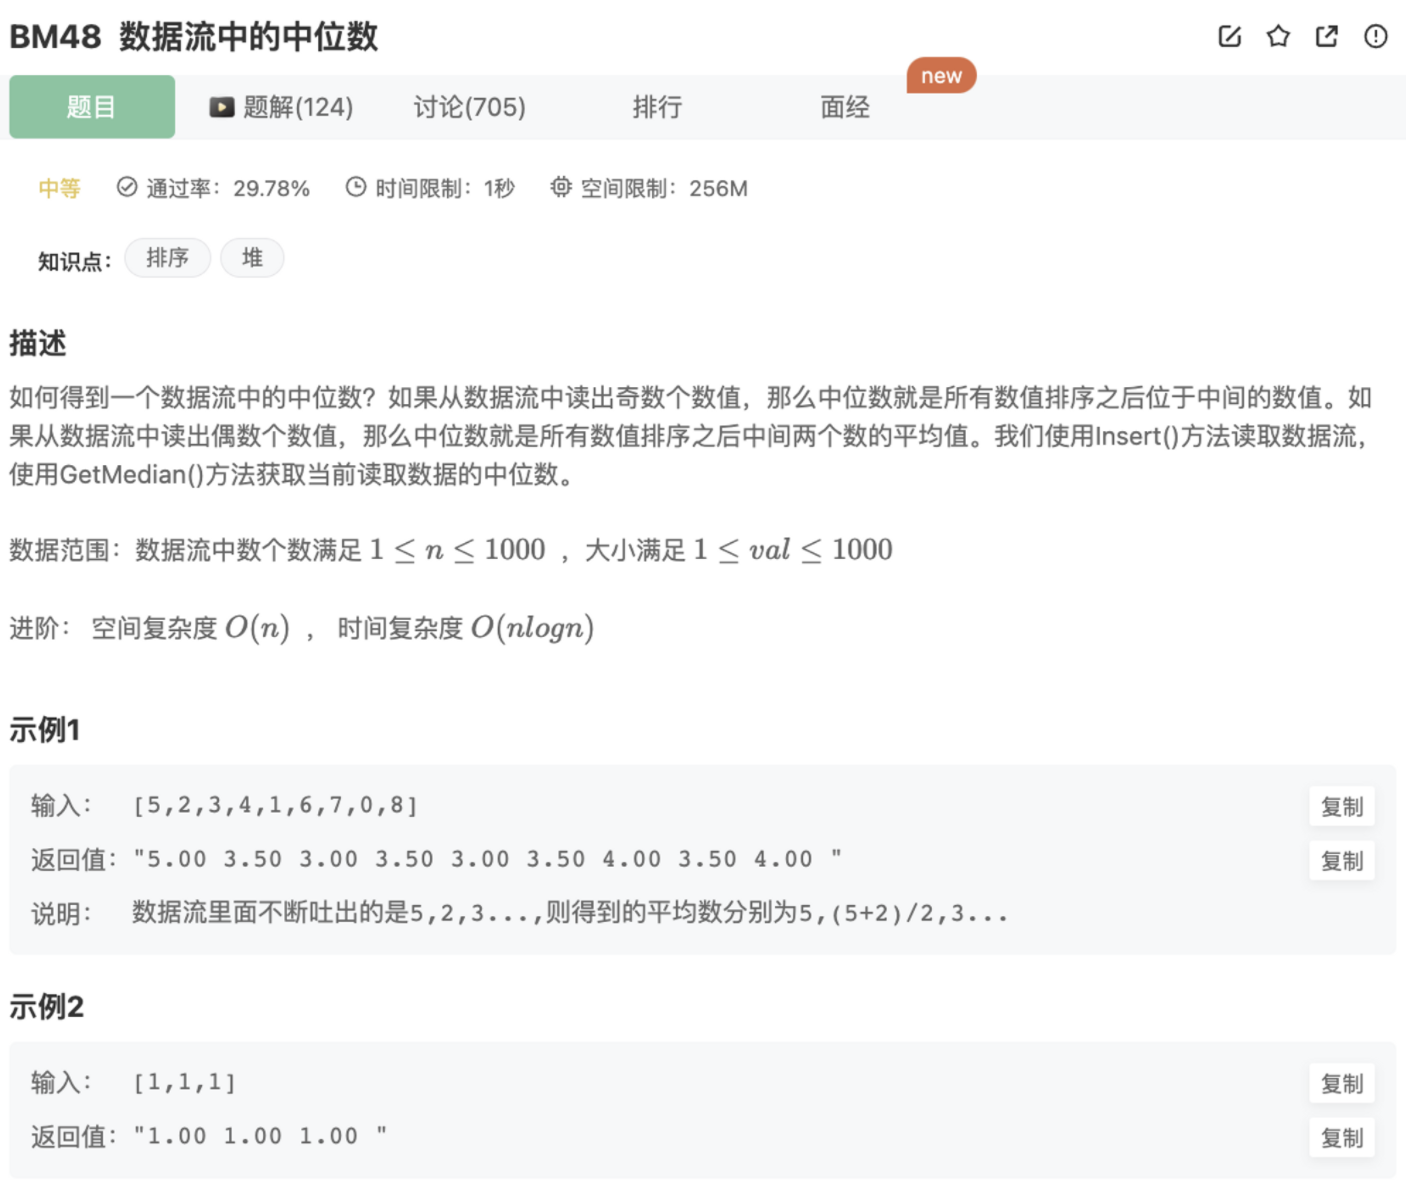 BM48 数据流中的中位数
new
题目 题解(124) 讨论(705) 排行 面经
中等 通过率：29.78% 时间限制：1秒 空间限制：256M
知识点： 排序 堆
描述
如何得到一个数据流中的中位数？如果从数据流中读出奇数个数值，那么中位数就是所有数值排序之后位于中间的数值。如
果从数据流中读出偶数个数值，那么中位数就是所有数值排序之后中间两个数的平均值。我们使用Insert()方法读取数据流，
使用GetMedian()方法获取当前读取数据的中位数。
数据范围：数据流中数个数满足 1 ≤ n ≤ 1000 ，大小满足 1 ≤ val ≤ 1000
进阶： 空间复杂度 O(n) ， 时间复杂度 O(nlogn)
示例1
输入： [5,2,3,4,1,6,7,0,8] 复制
返回值： "5.00 3.50 3.00 3.50 3.00 3.50 4.00 3.50 4.00 " 复制
说明： 数据流里面不断吐出的是5,2,3...,则得到的平均数分别为5,(5+2)/2,3...
示例2
输入： [1,1,1] 复制
返回值： "1.00 1.00 1.00 " 复制